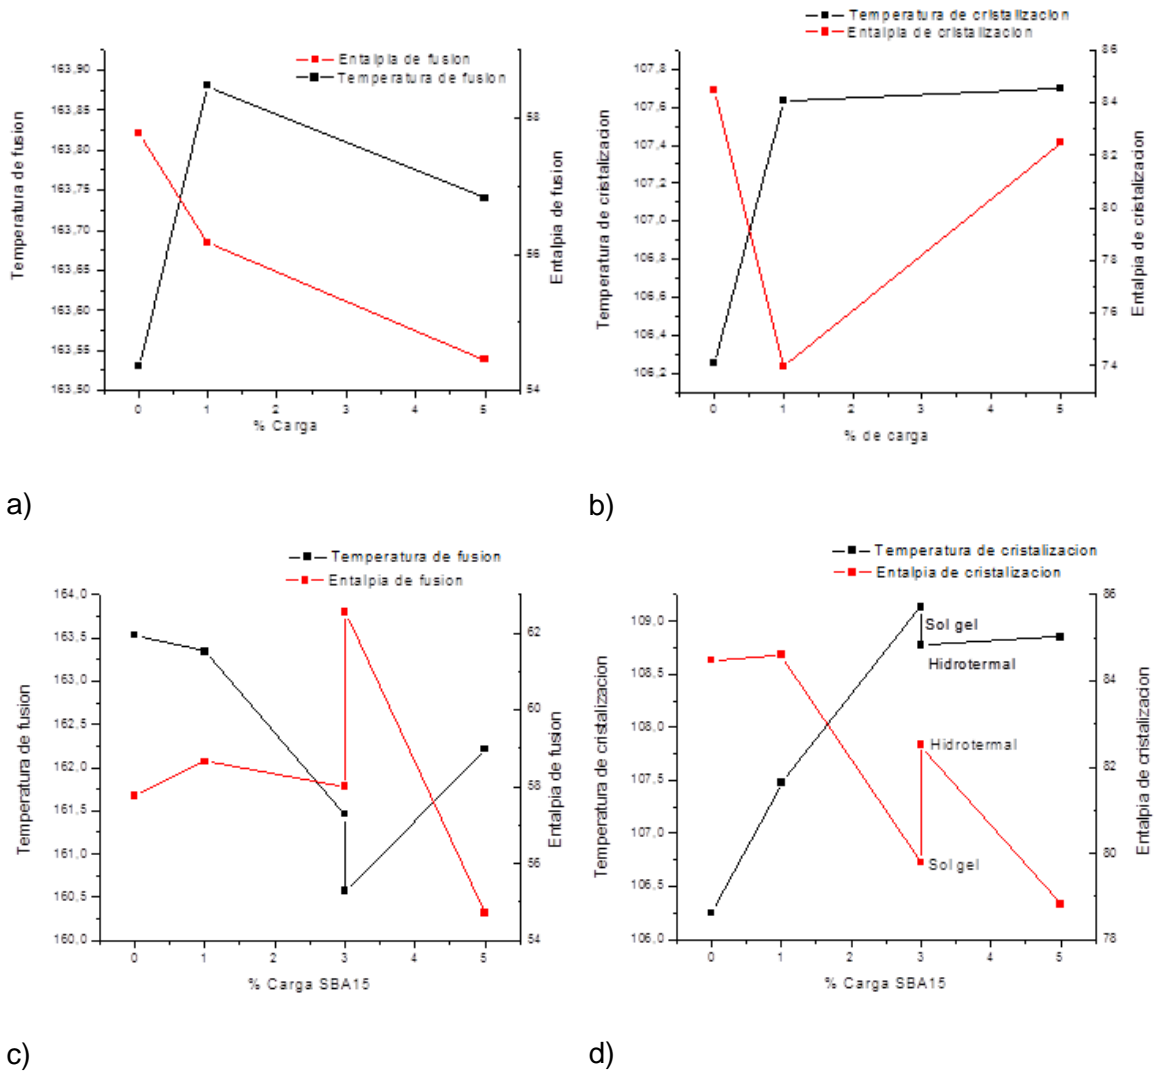 Entalpia de fusion
Temperatura de fusion
163,90
163,85
163,80
163,75
163,70
163,65
163,60
163,55
163,50
Temperatura de fusion
58
56
54
Entalpia de fusion
0 1 2 3 4 5
% Carga
a)
Temperatura de cristalizacion
Entalpia de cristalizacion
107,8
107,6
107,4
107,2
107,0
106,8
106,6
106,4
106,2
Temperatura de cristalizacion
86
84
82
80
78
76
74
Entalpia de cristalizacion
0 1 2 3 4 5
% de carga
b)
Temperatura de fusion
Entalpia de fusion
164,0
163,5
163,0
162,5
162,0
161,5
161,0
160,5
160,0
Temperatura de fusion
62
60
58
56
54
Entalpia de fusion
0 1 2 3 4 5
% Carga SBA15
c)
Temperatura de cristalizacion
Entalpia de cristalizacion
109,0
108,5
108,0
107,5
107,0
106,5
106,0
Temperatura de cristalizacion
Sol gel
Hidrotermal
Hidrotermal
Sol gel
86
84
82
80
78
Entalpia de cristalizacion
0 1 2 3 4 5
% Carga SBA15
d)